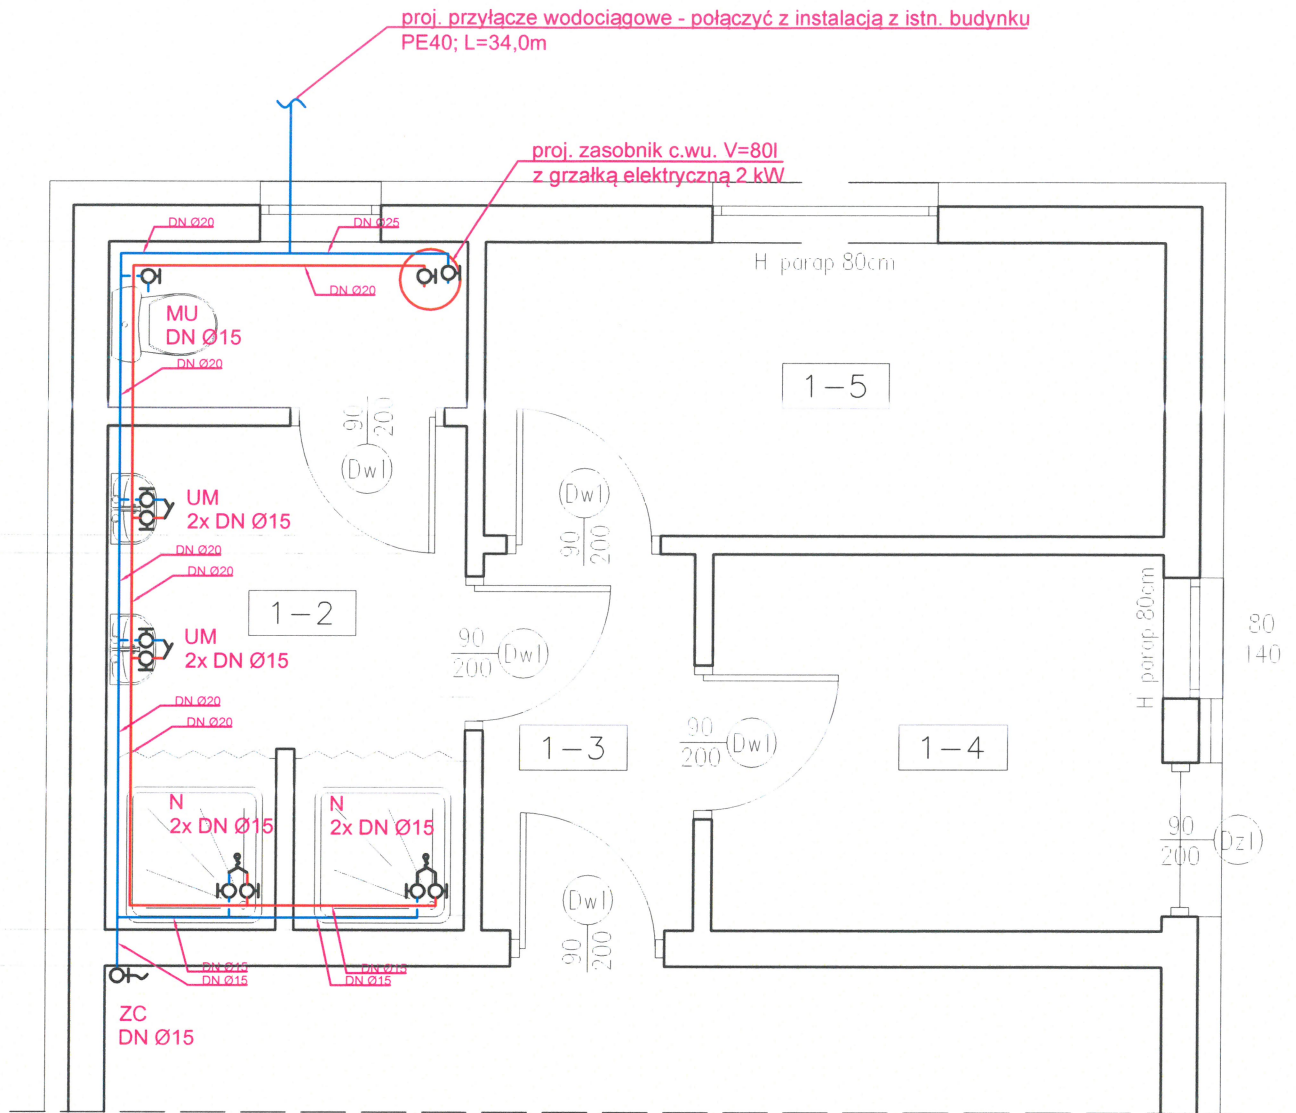 proj. przyłącze wodociągowe - połączyć z instalacją z istn. budynku
PE40; L=34,0m
proj. zasobnik c.wu. V=80l
z grzałką elektryczną 2 kW
DN Ø20
DN Ø25
H parap 80cm
DN Ø20
MU
DN Ø15
DN Ø20
1-5
90
200
(Dw1)
(Dw1)
90
200
UM
2x DN Ø15
DN Ø20
DN Ø20
1-2
H parap 80cm
80
140
UM
2x DN Ø15
90
200
(Dw1)
DN Ø20
DN Ø20
1-3
90
200
(Dw1)
1-4
N
2x DN Ø15
N
2x DN Ø15
90
200
(Dz1)
(Dw1)
90
200
DN Ø15
DN Ø15
DN Ø15
DN Ø15
ZC
DN Ø15